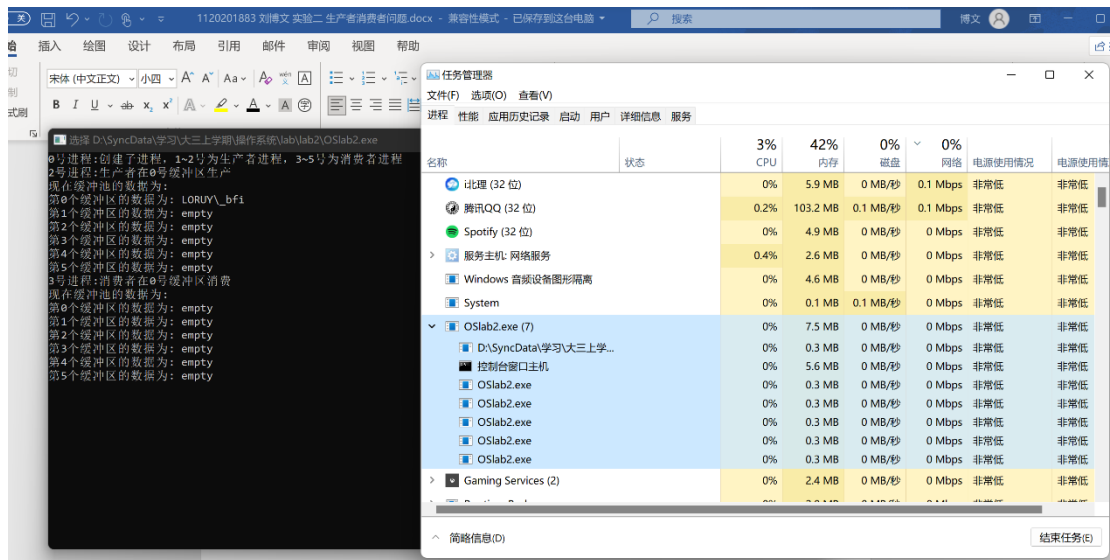 关
1120201883 刘博文 实验二 生产者消费者问题.docx - 兼容性模式 - 已保存到这台电脑
搜索
博文
始 插入 绘图 设计 布局 引用 邮件 审阅 视图 帮助
切
制
式刷
宋体 (中文正文) 小四 A A Aa A wén 文 A
B I U ab x₂ x² A A A 字
选择 D:\SyncData\学习\大三上学期\操作系统\lab\lab2\OSlab2.exe
0号进程:创建了进程, 1~2号为生产者进程, 3~5号为消费者进程
2号进程:生产者在0号缓冲区生产
现在缓冲池的数据为:
第0个缓冲区的数据为: LORUY\_bfi
第1个缓冲区的数据为: empty
第2个缓冲区的数据为: empty
第3个缓冲区的数据为: empty
第4个缓冲区的数据为: empty
第5个缓冲区的数据为: empty
3号进程:消费者在0号缓冲区消费
现在缓冲池的数据为:
第0个缓冲区的数据为: empty
第1个缓冲区的数据为: empty
第2个缓冲区的数据为: empty
第3个缓冲区的数据为: empty
第4个缓冲区的数据为: empty
第5个缓冲区的数据为: empty
任务管理器
文件(F) 选项(O) 查看(V)
进程 性能 应用历史记录 启动 用户 详细信息 服务
3% 42% 0% 0%
名称 状态 CPU 内存 磁盘 网络 电源使用情况 电源使用情
i北理 (32 位) 0% 5.9 MB 0 MB/秒 0.1 Mbps 非常低 非常低
腾讯QQ (32 位) 0.2% 103.2 MB 0.1 MB/秒 0.1 Mbps 非常低 非常低
Spotify (32 位) 0% 4.9 MB 0 MB/秒 0 Mbps 非常低 非常低
服务主机: 网络服务 0.4% 2.6 MB 0 MB/秒 0 Mbps 非常低 非常低
Windows 音频设备图形隔离 0% 4.6 MB 0 MB/秒 0 Mbps 非常低 非常低
System 0% 0.1 MB 0.1 MB/秒 0 Mbps 非常低 非常低
OSlab2.exe (7) 0% 7.5 MB 0 MB/秒 0 Mbps 非常低 非常低
D:\SyncData\学习\大三上学... 0% 0.3 MB 0 MB/秒 0 Mbps 非常低 非常低
控制台窗口主机 0% 5.6 MB 0 MB/秒 0 Mbps 非常低 非常低
OSlab2.exe 0% 0.3 MB 0 MB/秒 0 Mbps 非常低 非常低
OSlab2.exe 0% 0.3 MB 0 MB/秒 0 Mbps 非常低 非常低
OSlab2.exe 0% 0.3 MB 0 MB/秒 0 Mbps 非常低 非常低
OSlab2.exe 0% 0.3 MB 0 MB/秒 0 Mbps 非常低 非常低
OSlab2.exe 0% 0.3 MB 0 MB/秒 0 Mbps 非常低 非常低
Gaming Services (2) 0% 2.4 MB 0 MB/秒 0 Mbps 非常低 非常低
简略信息(D)
结束任务(E)